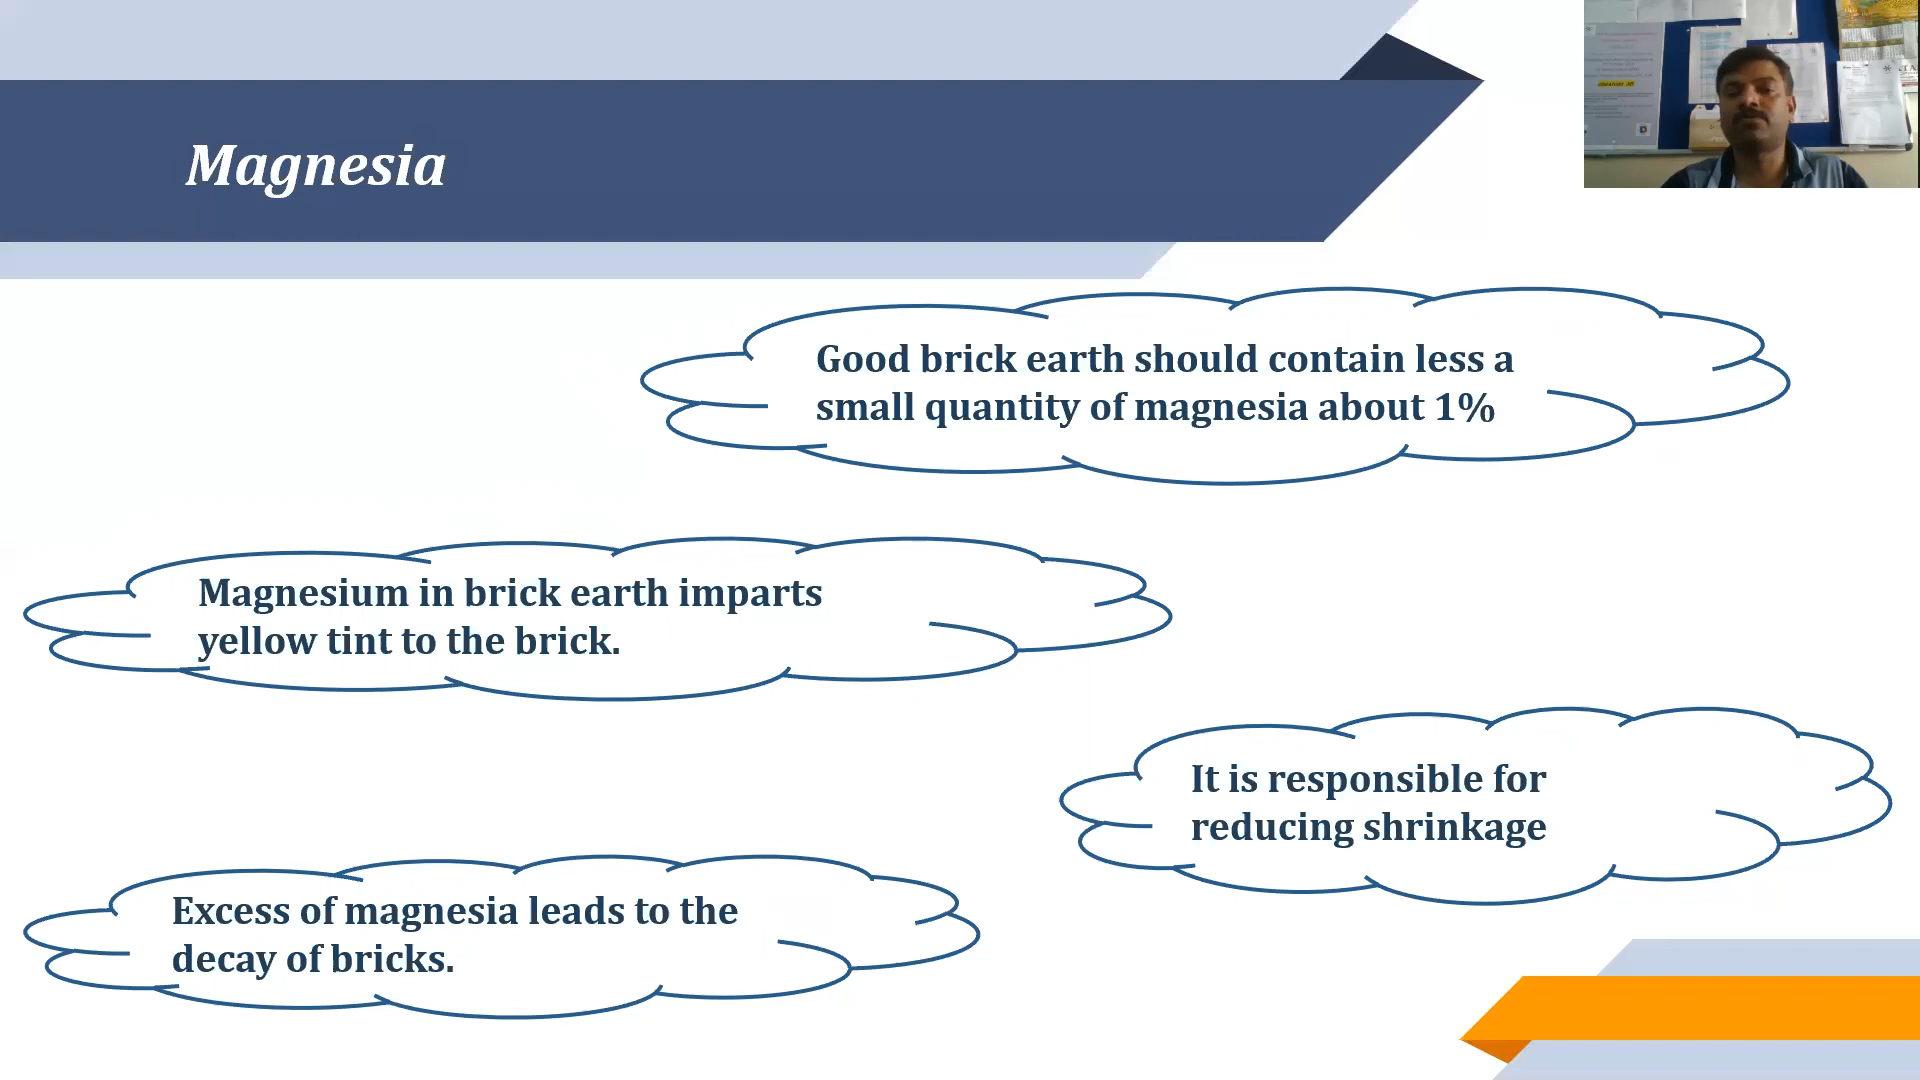 Magnesia
Good brick earth should contain less a
small quantity of magnesia about 1%
Magnesium in brick earth imparts
yellow tint to the brick.
It is responsible for
reducing shrinkage
Excess of magnesia leads to the
decay of bricks.